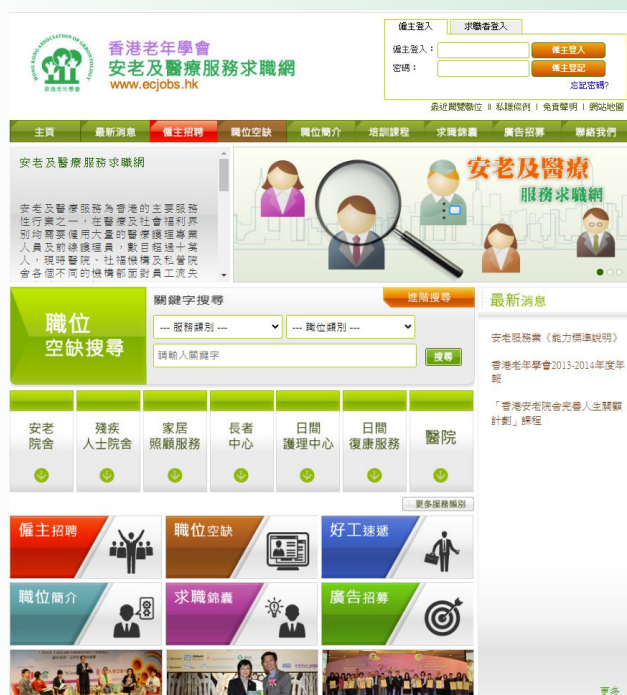 HONG KONG ASSOCIATION OF GERONTOLOGY
香港老年學會
香港老年學會
安老及醫療服務求職網
www.ecjobs.hk
僱主登入
求職者登入
僱主登入：
僱主登入
密碼：
僱主登記
忘記密碼?
最近閱覽職位 || 私隱條例 | 免責聲明 | 網站地圖
主頁
最新消息
僱主招聘
職位空缺
職位簡介
培訓課程
求職錦囊
廣告招募
聯絡我們
安老及醫療服務求職網
安老及醫療服務為香港的主要服務
性行業之一，在醫療及社會福利界
別均需要僱用大量的醫療護理專業
人員及前線護理員，數目超過十萬
人，現時醫院、社福機構及私營院
舍各個不同的機構都面對員工流失
安老及醫療
服務求職網
職位
空缺搜尋
關鍵字搜尋
進階搜尋
--- 服務類別 ---
--- 職位類別 ---
請輸入關鍵字
搜尋
最新消息
安老服務業《能力標準說明》
香港老年學會2013-2014年度年
報
「香港安老院舍完善人生關顧
計劃」課程
安老
院舍
殘疾
人士院舍
家居
照顧服務
長者
中心
日間
護理中心
日間
復康服務
醫院
更多服務類別
僱主招聘
職位空缺
好工速遞
職位簡介
求職錦囊
廣告招募
更多